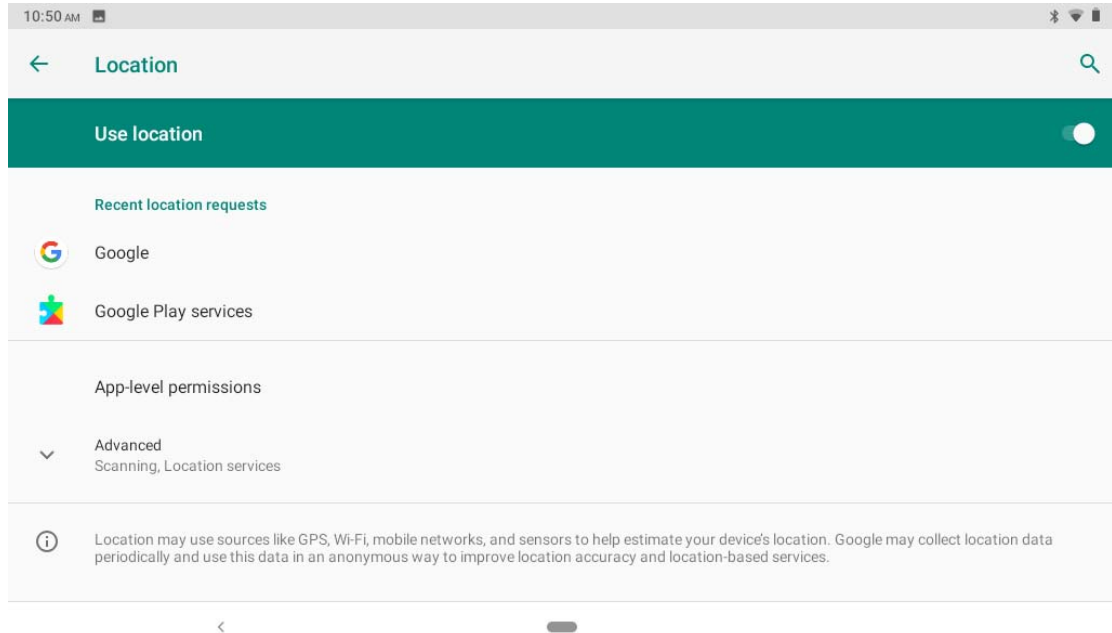 10:50 AM
Location
Use location
Recent location requests
Google
Google Play services
App-level permissions
Advanced
Scanning, Location services
Location may use sources like GPS, Wi-Fi, mobile networks, and sensors to help estimate your device's location. Google may collect location data
periodically and use this data in an anonymous way to improve location accuracy and location-based services.